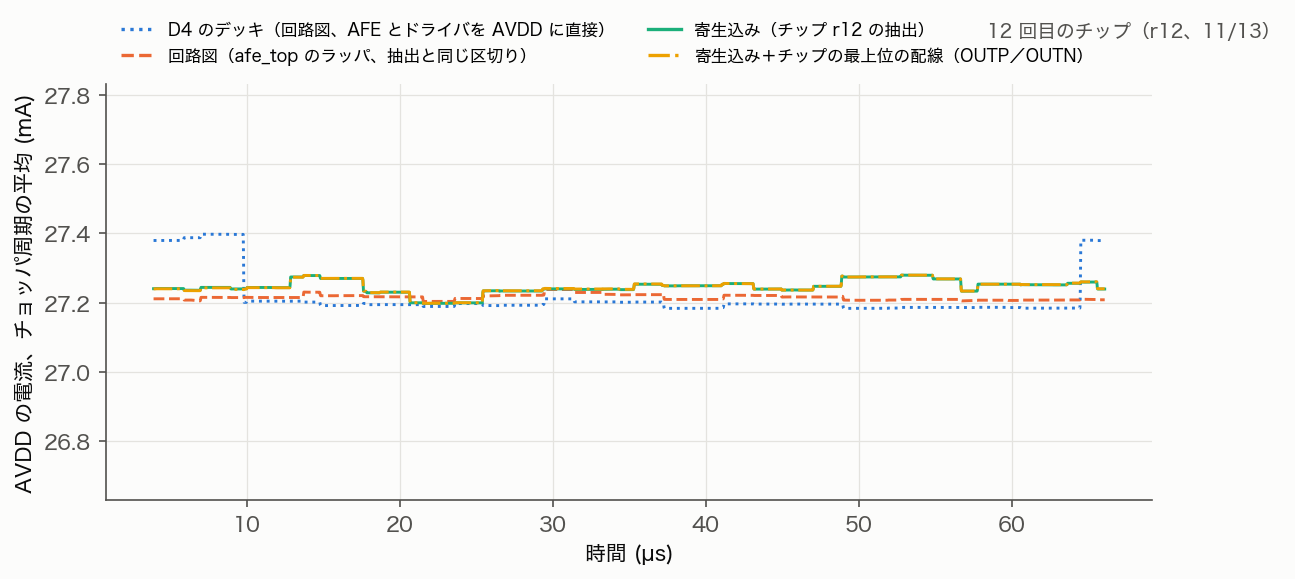 D4 のデッキ（回路図、AFE とドライバを AVDD に直接）
回路図（afe_top のラッパ、抽出と同じ区切り）
寄生込み（チップ r12 の抽出）
寄生込み＋チップの最上位の配線（OUTP／OUTN）
12 回目のチップ（r12、11/13）
AVDD の電流、チョッパ周期の平均 (mA)
27.8
27.6
27.4
27.2
27.0
26.8
10
20
30
40
50
60
時間 (μs)